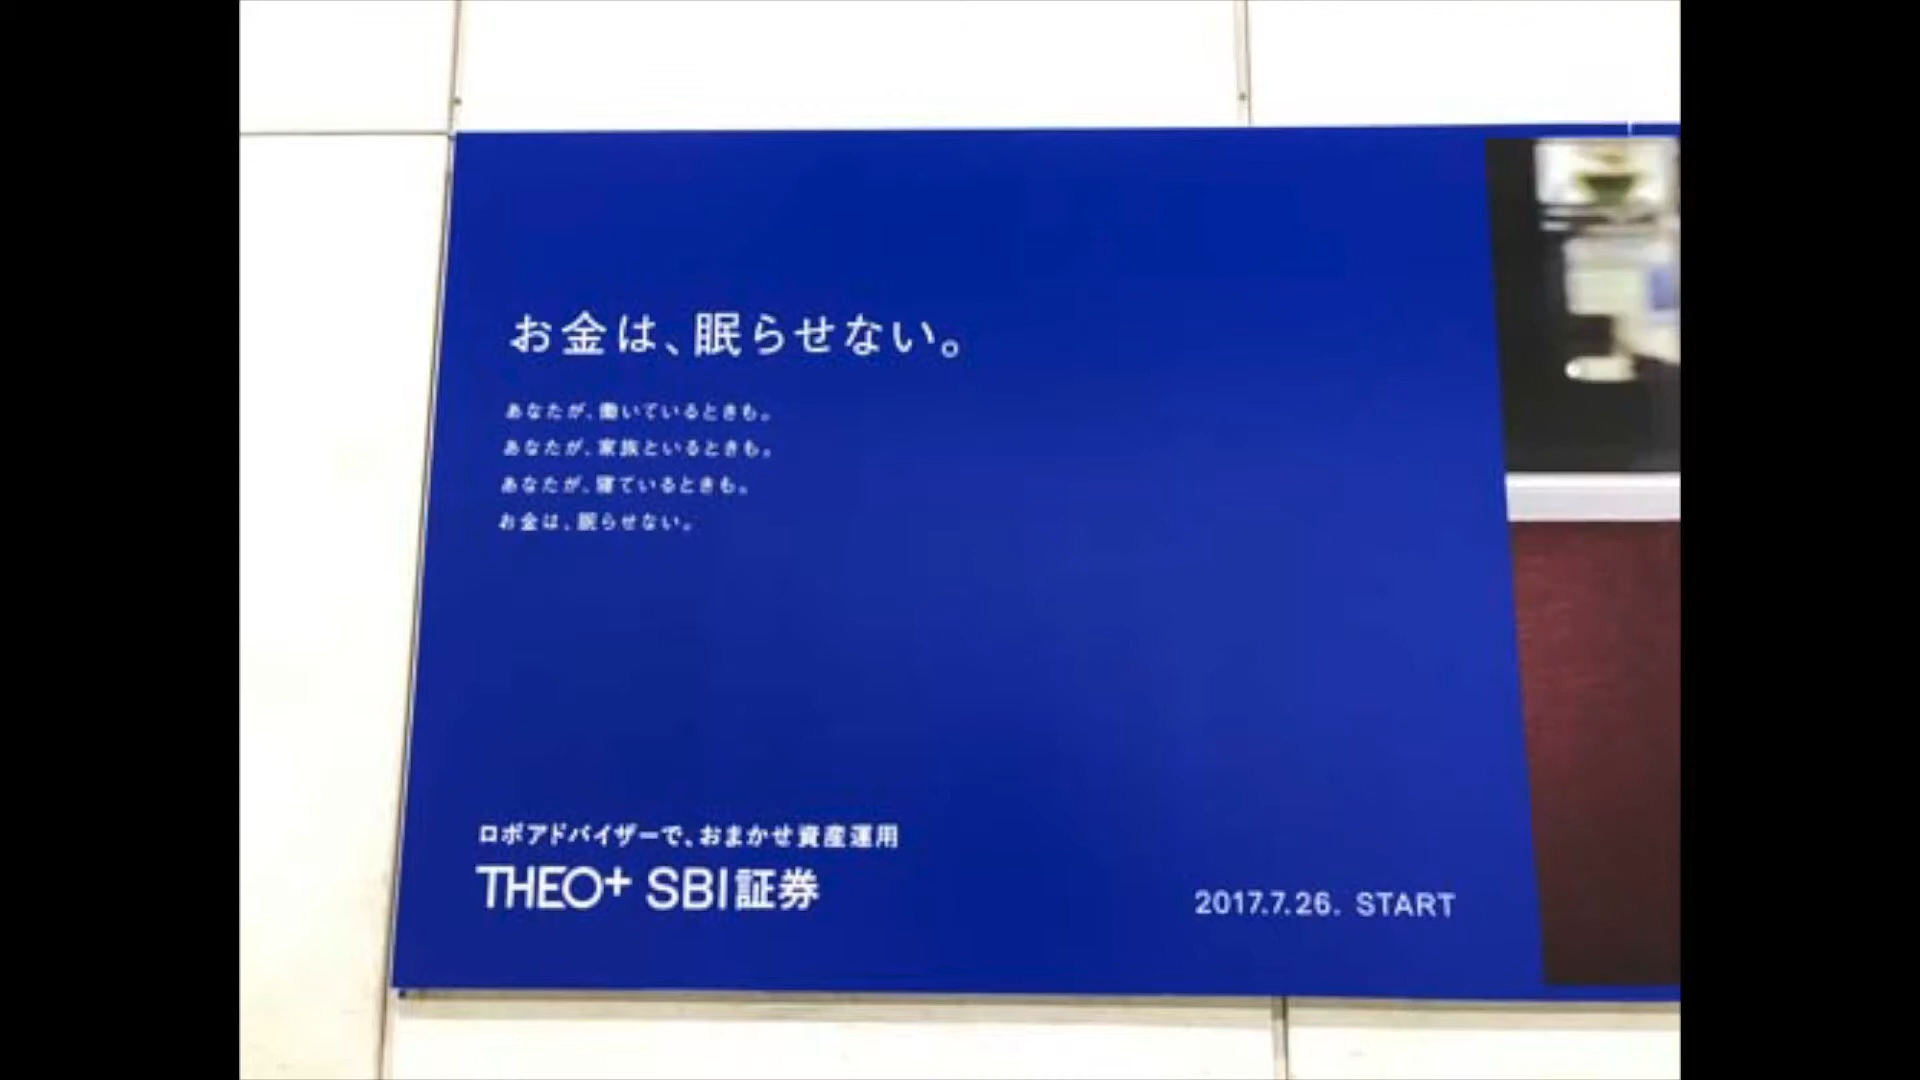 お金は、眠らせない。
あなたが、働いているときも。
あなたが、家族といるときも。
あなたが、寝ているときも。
お金は、眠らせない。
ロボアドバイザーで、おまかせ資産運用
THEO+ SBI証券
2017.7.26. START